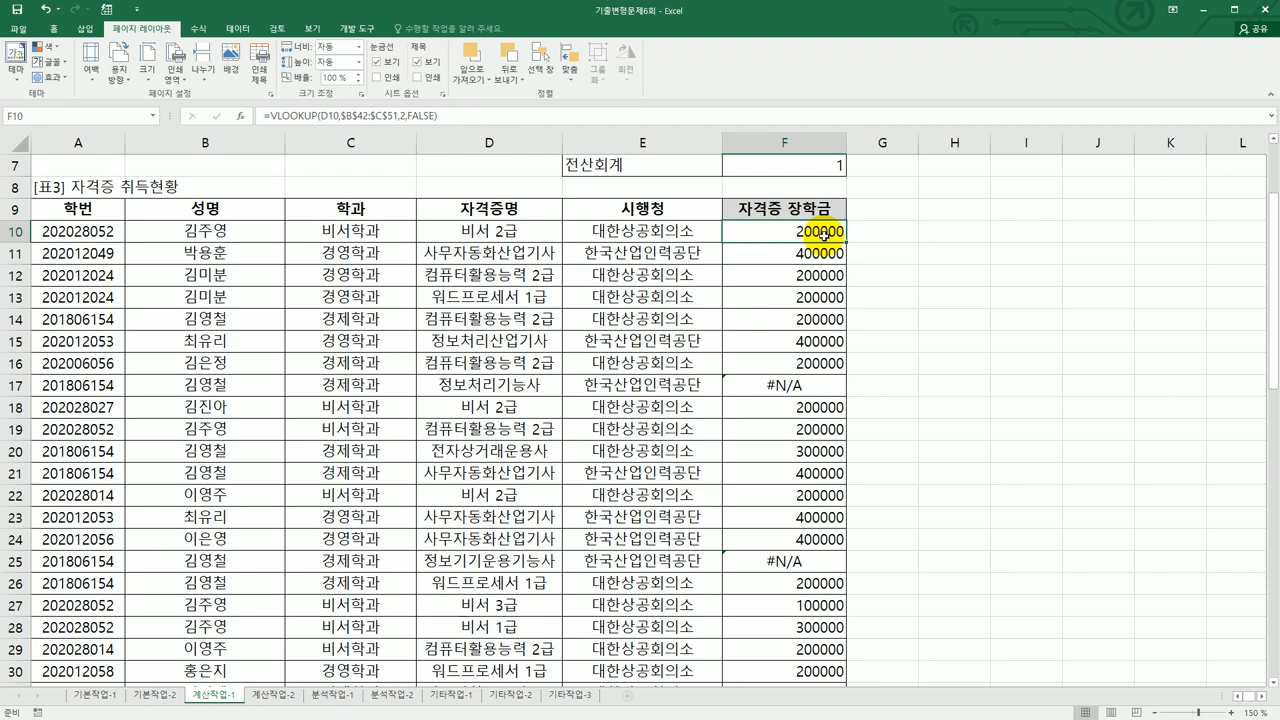 기출변형문제6회 - Excel
파일 홈 삽입 페이지 레이아웃 수식 데이터 검토 보기 개발 도구 수행할 작업을 알려 주세요. 공유
색 너비: 자동 눈금선 제목
글꼴 높이: 자동 보기 보기
효과 배율: 100 % 인쇄 인쇄
테마 여백 용지 방향 크기 인쇄 영역 나누기 배경 인쇄 제목 앞으로 가져오기 뒤로 보내기 선택 창 맞춤 그룹화 회전
테마 페이지 설정 크기 조정 시트 옵션 정렬
F10 fx =VLOOKUP(D10,$B$42:$C$51,2,FALSE)
A B C D E F G H I J K L
7 전산회계 1
8 [표3] 자격증 취득현황
9 학번 성명 학과 자격증명 시행청 자격증 장학금
10 202028052 김주영 비서학과 비서 2급 대한상공회의소 200000
11 202012049 박용훈 경영학과 사무자동화산업기사 한국산업인력공단 400000
12 202012024 김미분 경영학과 컴퓨터활용능력 2급 대한상공회의소 200000
13 202012024 김미분 경영학과 워드프로세서 1급 대한상공회의소 200000
14 201806154 김영철 경제학과 컴퓨터활용능력 2급 대한상공회의소 200000
15 202012053 최유리 경영학과 정보처리산업기사 한국산업인력공단 400000
16 202006056 김은정 경제학과 컴퓨터활용능력 2급 대한상공회의소 200000
17 201806154 김영철 경제학과 정보처리기능사 한국산업인력공단 #N/A
18 202028027 김진아 비서학과 비서 2급 대한상공회의소 200000
19 202028052 김주영 비서학과 컴퓨터활용능력 2급 대한상공회의소 200000
20 201806154 김영철 경제학과 전자상거래운용사 대한상공회의소 300000
21 201806154 김영철 경제학과 사무자동화산업기사 한국산업인력공단 400000
22 202028014 이영주 비서학과 비서 2급 대한상공회의소 200000
23 202012053 최유리 경영학과 사무자동화산업기사 한국산업인력공단 400000
24 202012056 이은영 경영학과 사무자동화산업기사 한국산업인력공단 400000
25 201806154 김영철 경제학과 정보기기운용기능사 한국산업인력공단 #N/A
26 201806154 김영철 경제학과 워드프로세서 1급 대한상공회의소 200000
27 202028052 김주영 비서학과 비서 3급 대한상공회의소 100000
28 202028052 김주영 비서학과 비서 1급 대한상공회의소 300000
29 202028014 이영주 비서학과 컴퓨터활용능력 2급 대한상공회의소 200000
30 202012058 홍은지 경영학과 워드프로세서 1급 대한상공회의소 200000
기본작업-1 기본작업-2 계산작업-1 계산작업-2 분석작업-1 분석작업-2 기타작업-1 기타작업-2 기타작업-3
준비 150 %